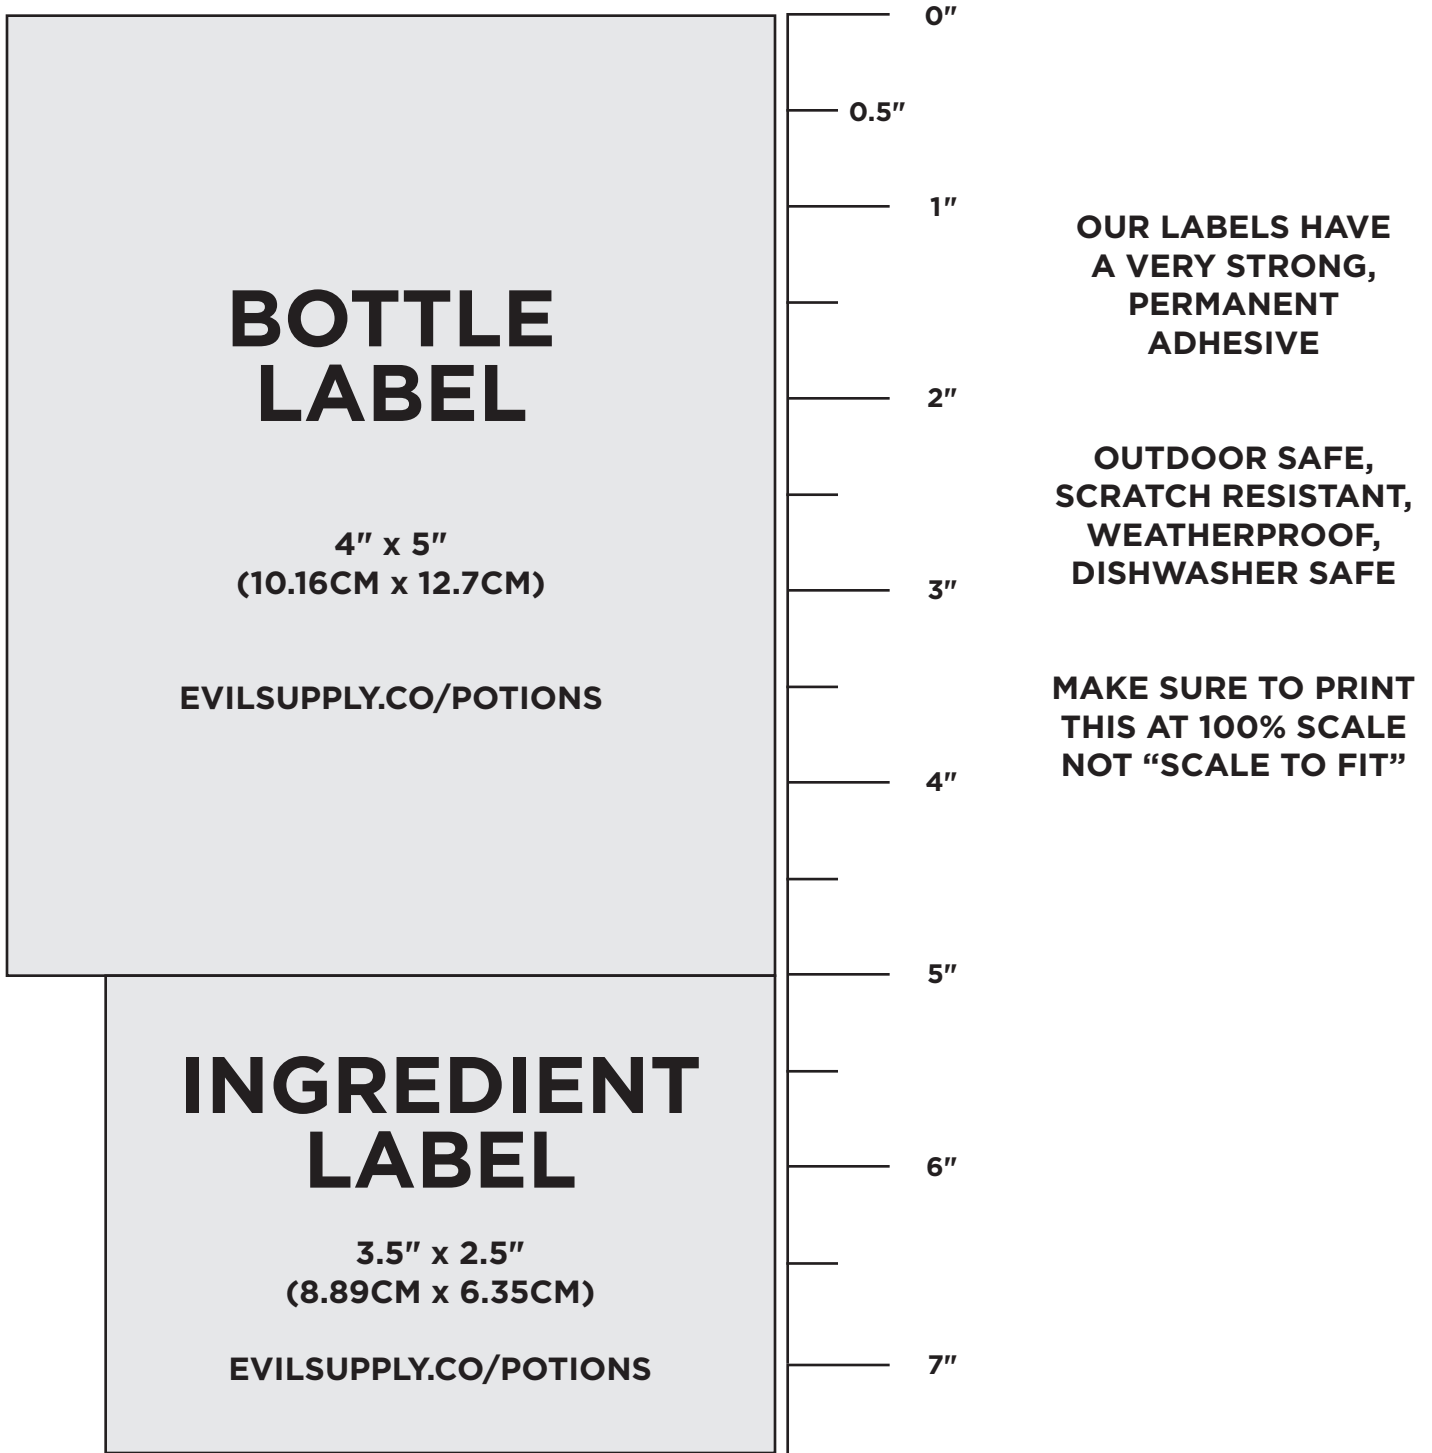 BOTTLE
LABEL
4" x 5"
(10.16CM x 12.7CM)
EVILSUPPLY.CO/POTIONS
INGREDIENT
LABEL
3.5" x 2.5"
(8.89CM x 6.35CM)
EVILSUPPLY.CO/POTIONS
0"
0.5"
1"
2"
3"
4"
5"
6"
7"
OUR LABELS HAVE
A VERY STRONG,
PERMANENT
ADHESIVE
OUTDOOR SAFE,
SCRATCH RESISTANT,
WEATHERPROOF,
DISHWASHER SAFE
MAKE SURE TO PRINT
THIS AT 100% SCALE
NOT “SCALE TO FIT”